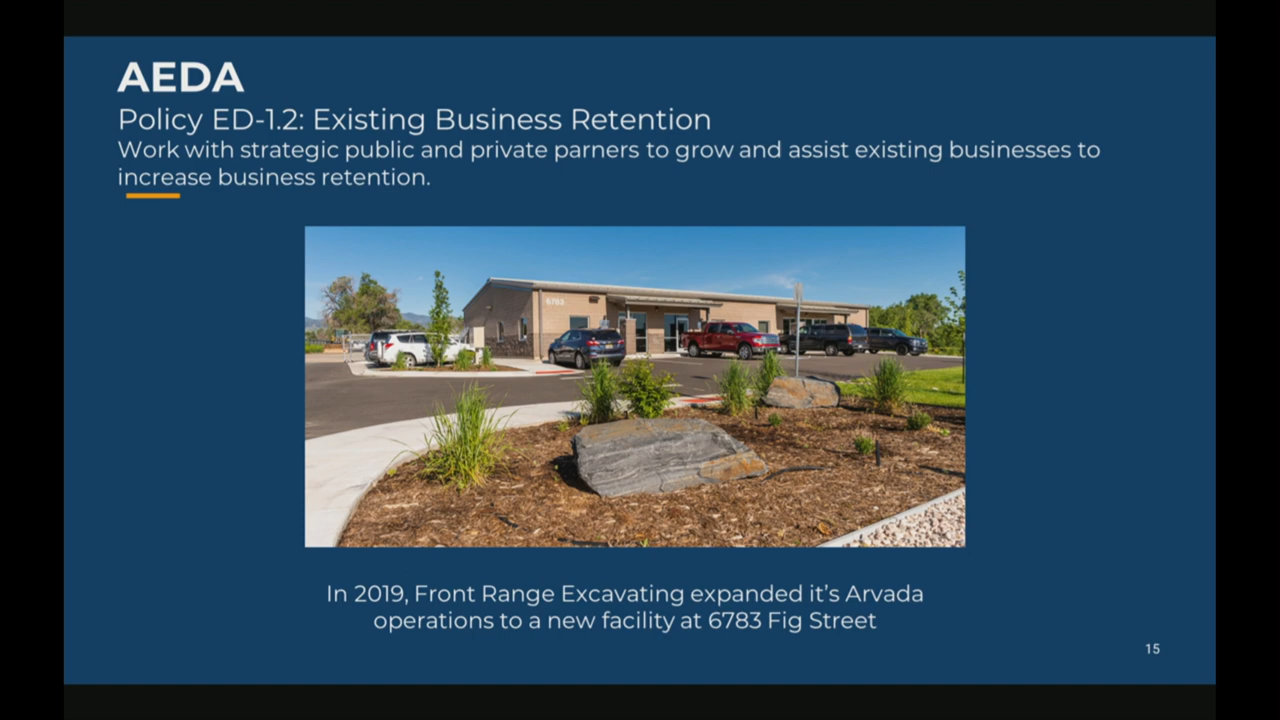 AEDA
Policy ED-1.2: Existing Business Retention
Work with strategic public and private parners to grow and assist existing businesses to
increase business retention.
6783
In 2019, Front Range Excavating expanded it’s Arvada
operations to a new facility at 6783 Fig Street
15